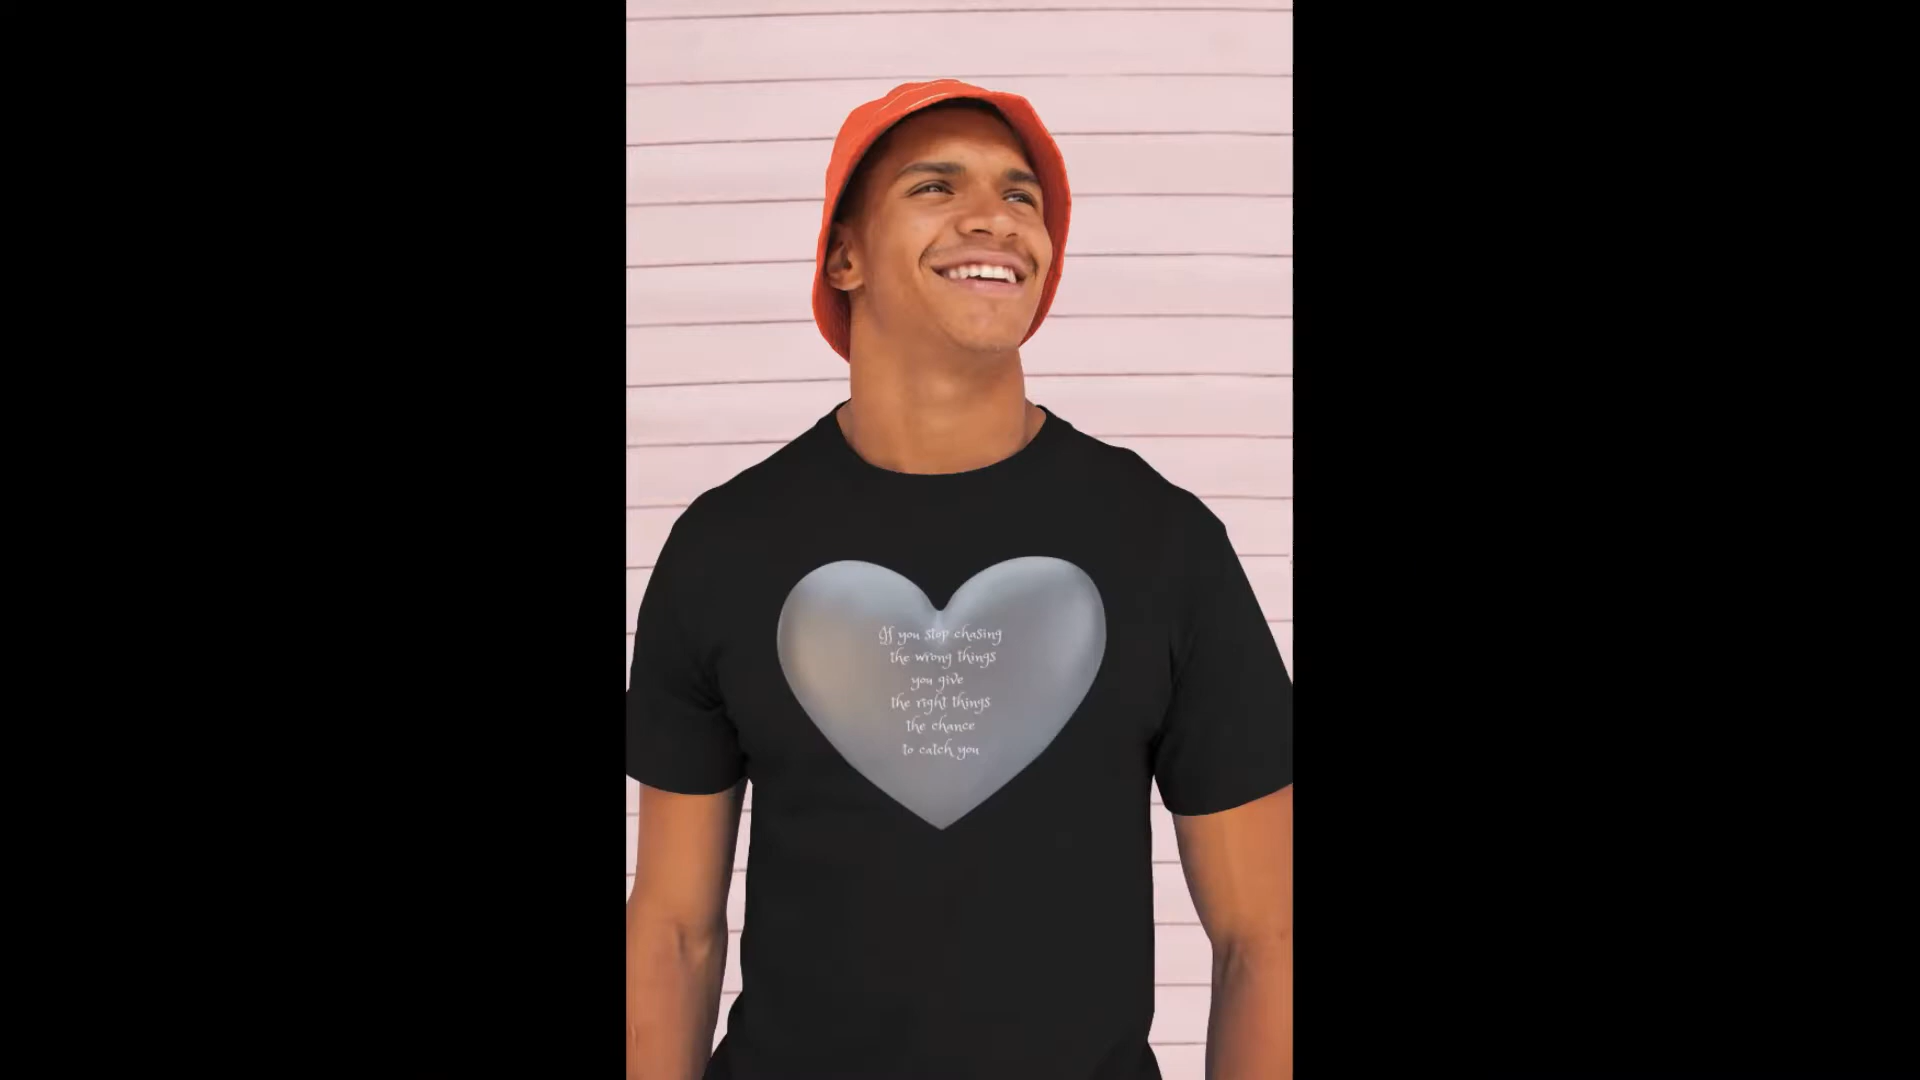 If you stop chasing
the wrong things
you give
the right things
the chance
to catch you